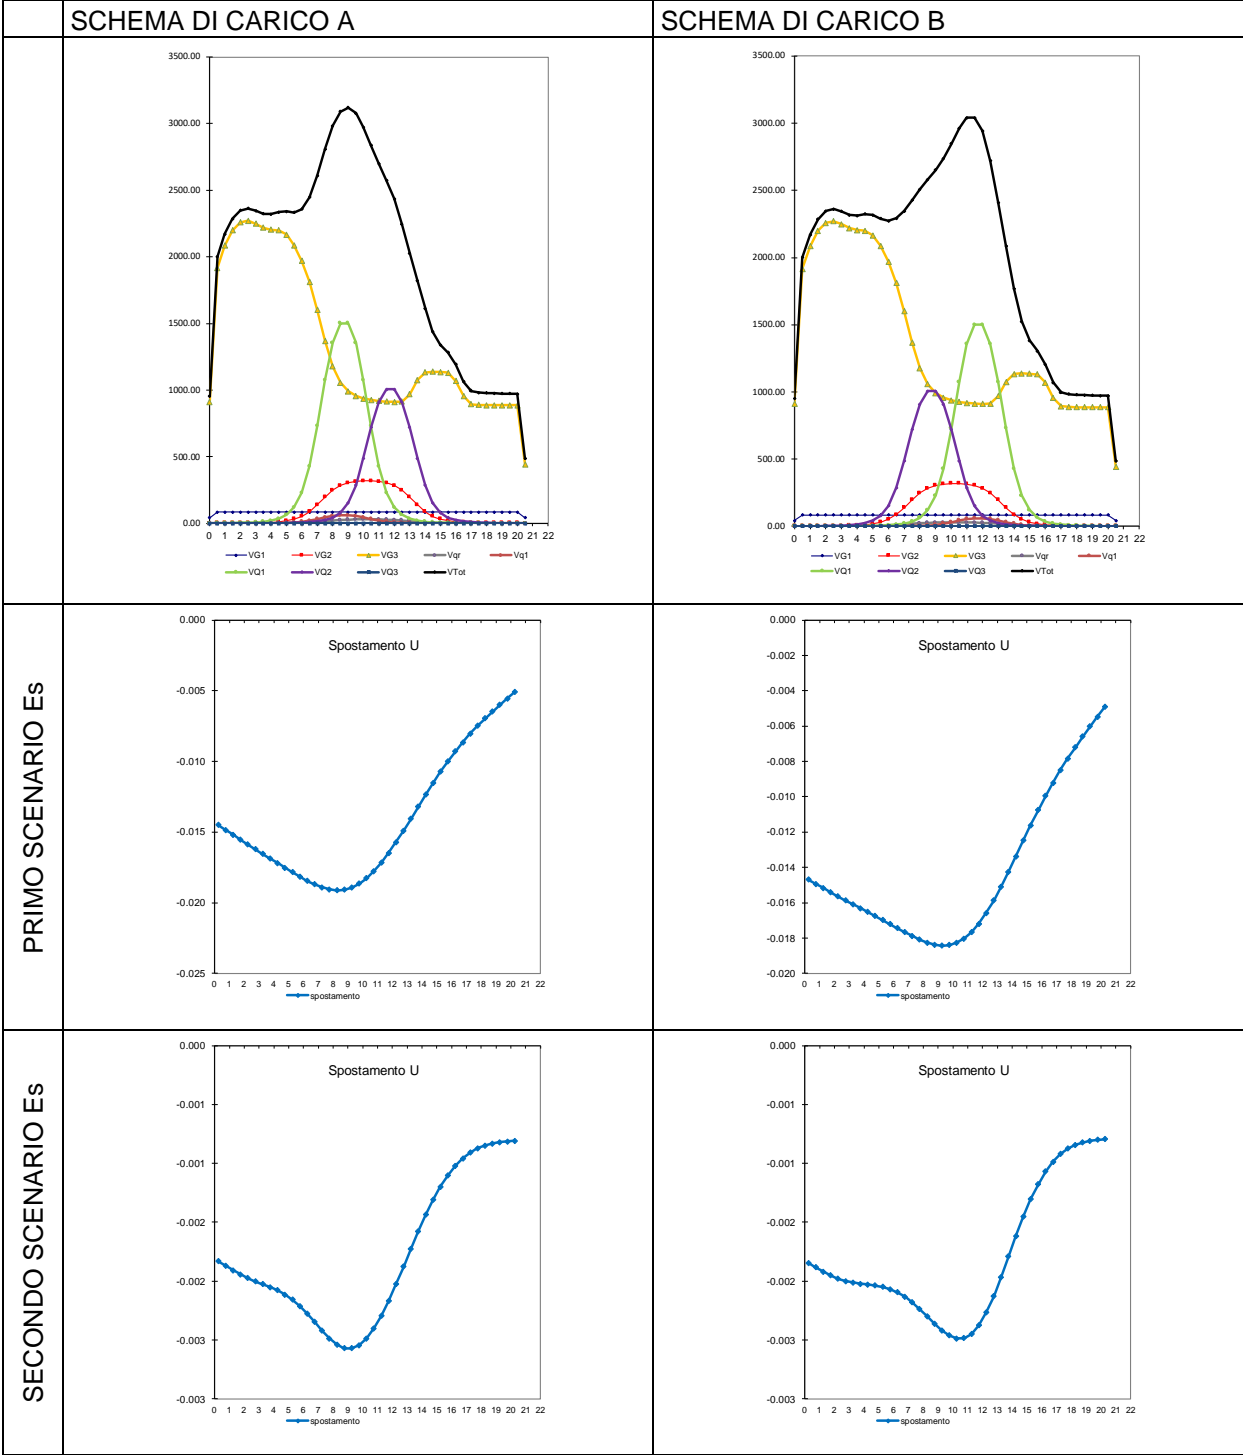 SCHEMA DI CARICO A
SCHEMA DI CARICO B
3500.00
3000.00
2500.00
2000.00
1500.00
1000.00
500.00
0.00
0 1 2 3 4 5 6 7 8 9 10 11 12 13 14 15 16 17 18 19 20 21 22
VG1 VG2 VG3 Vqr Vq1
VQ1 VQ2 VQ3 VTot
3500.00
3000.00
2500.00
2000.00
1500.00
1000.00
500.00
0.00
0 1 2 3 4 5 6 7 8 9 10 11 12 13 14 15 16 17 18 19 20 21 22
VG1 VG2 VG3 Vqr Vq1
VQ1 VQ2 VQ3 VTot
PRIMO SCENARIO Es
Spostamento U
0.000
-0.005
-0.010
-0.015
-0.020
-0.025
0 1 2 3 4 5 6 7 8 9 10 11 12 13 14 15 16 17 18 19 20 21 22
spostamento
Spostamento U
0.000
-0.002
-0.004
-0.006
-0.008
-0.010
-0.012
-0.014
-0.016
-0.018
-0.020
0 1 2 3 4 5 6 7 8 9 10 11 12 13 14 15 16 17 18 19 20 21 22
spostamento
SECONDO SCENARIO Es
Spostamento U
0.000
-0.001
-0.001
-0.002
-0.002
-0.003
-0.003
0 1 2 3 4 5 6 7 8 9 10 11 12 13 14 15 16 17 18 19 20 21 22
spostamento
Spostamento U
0.000
-0.001
-0.001
-0.002
-0.002
-0.003
-0.003
0 1 2 3 4 5 6 7 8 9 10 11 12 13 14 15 16 17 18 19 20 21 22
spostamento